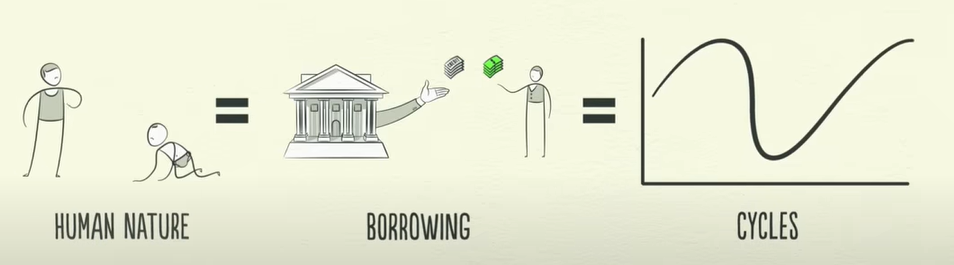 HUMAN NATURE
=
BORROWING
=
CYCLES